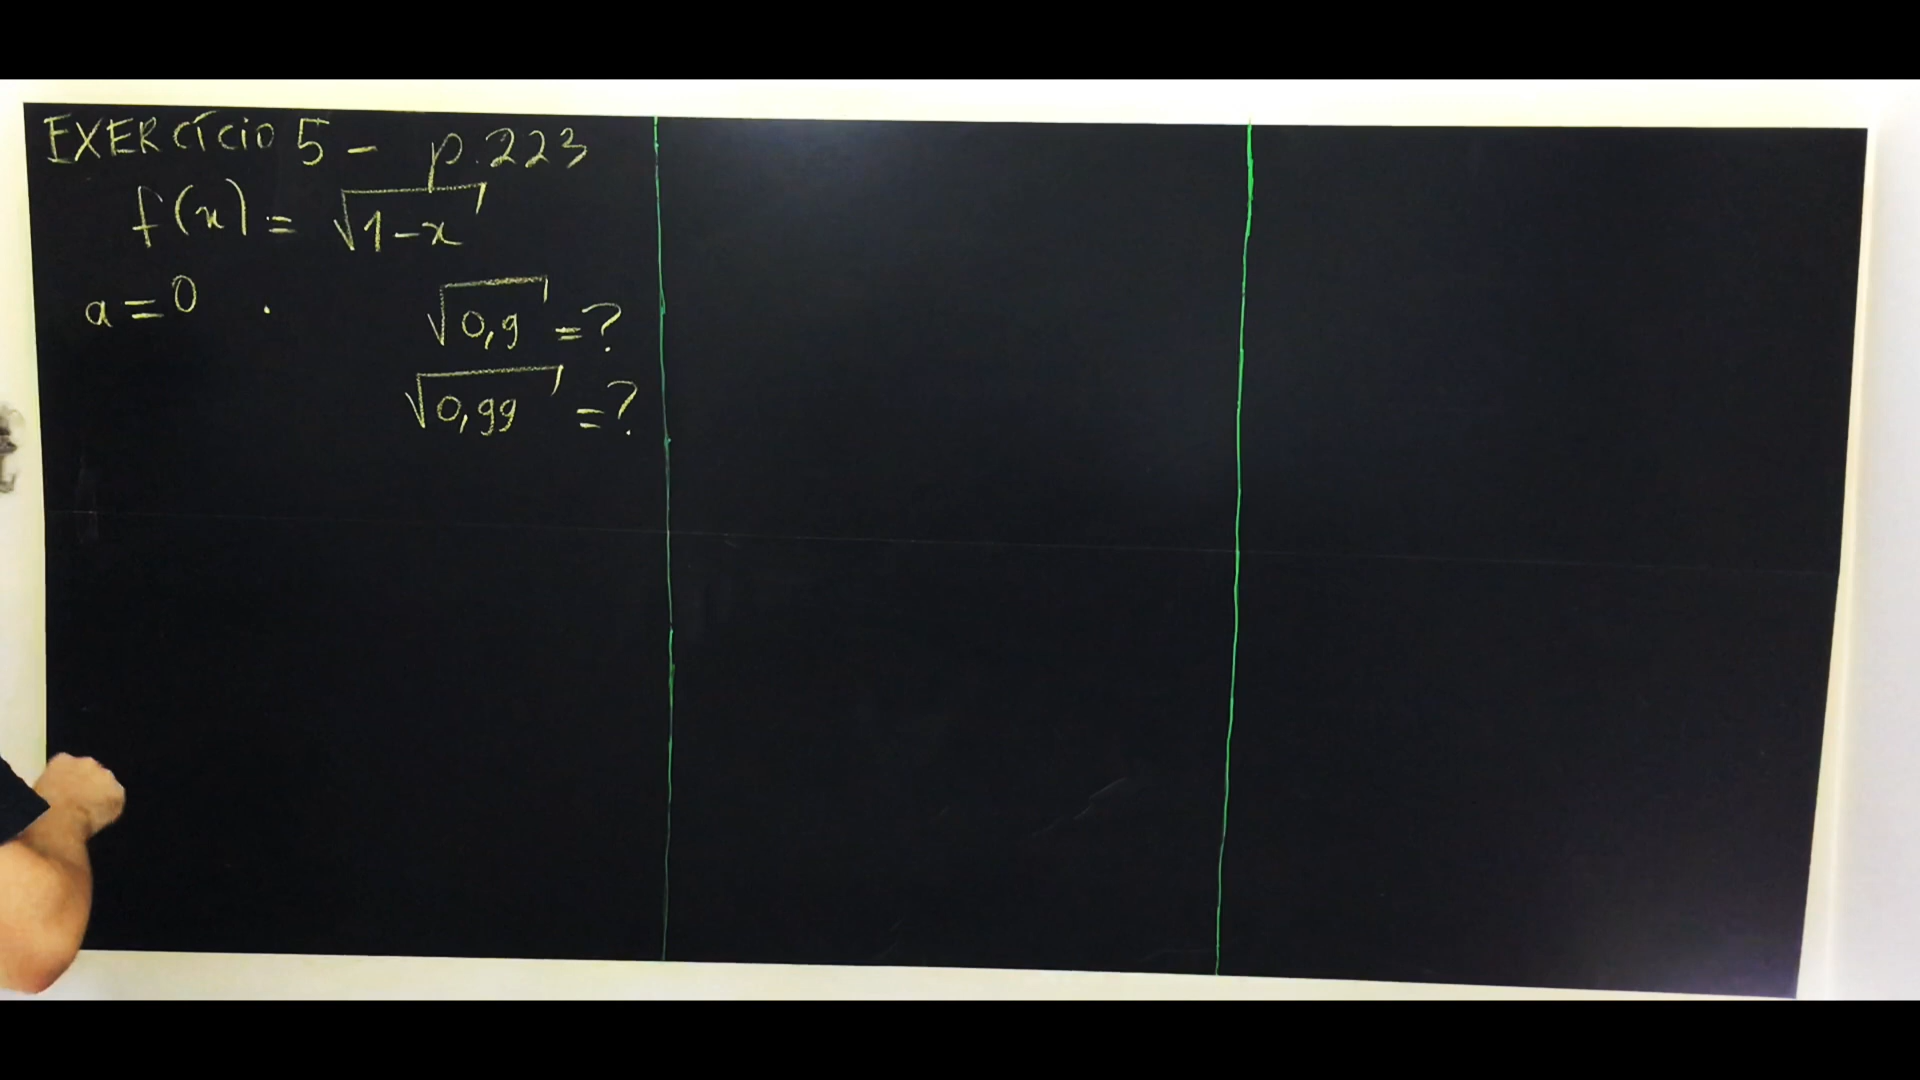 EXERCÍCIO 5 - p.223
f(x) = √1-x
a = 0 .
√0,9 = ?
√0,99 = ?